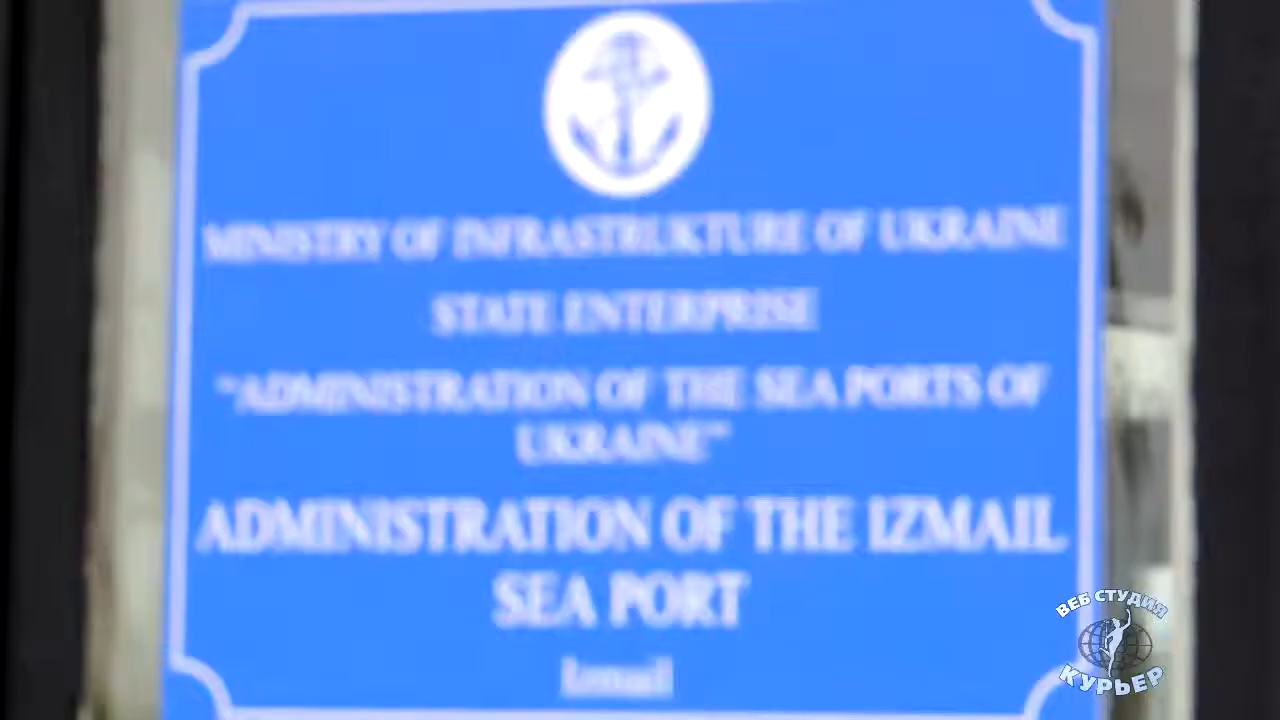 MINISTRY OF INFRASTRUKTURE OF UKRAINE
STATE ENTERPRISE
"ADMINISTRATION OF THE SEA PORTS OF
UKRAINE"
ADMINISTRATION OF THE IZMAIL
SEA PORT
Izmail
ВЕБ СТУДИЯ
КУРЬЕР